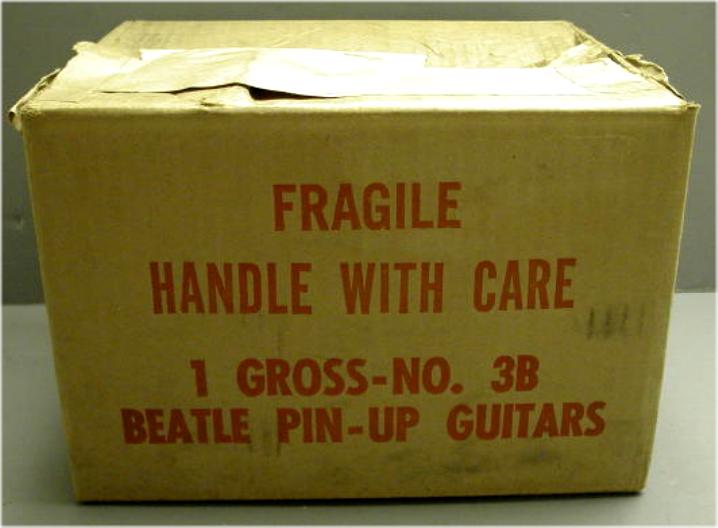 FRAGILE
HANDLE WITH CARE
1 GROSS-NO. 3B
BEATLE PIN-UP GUITARS